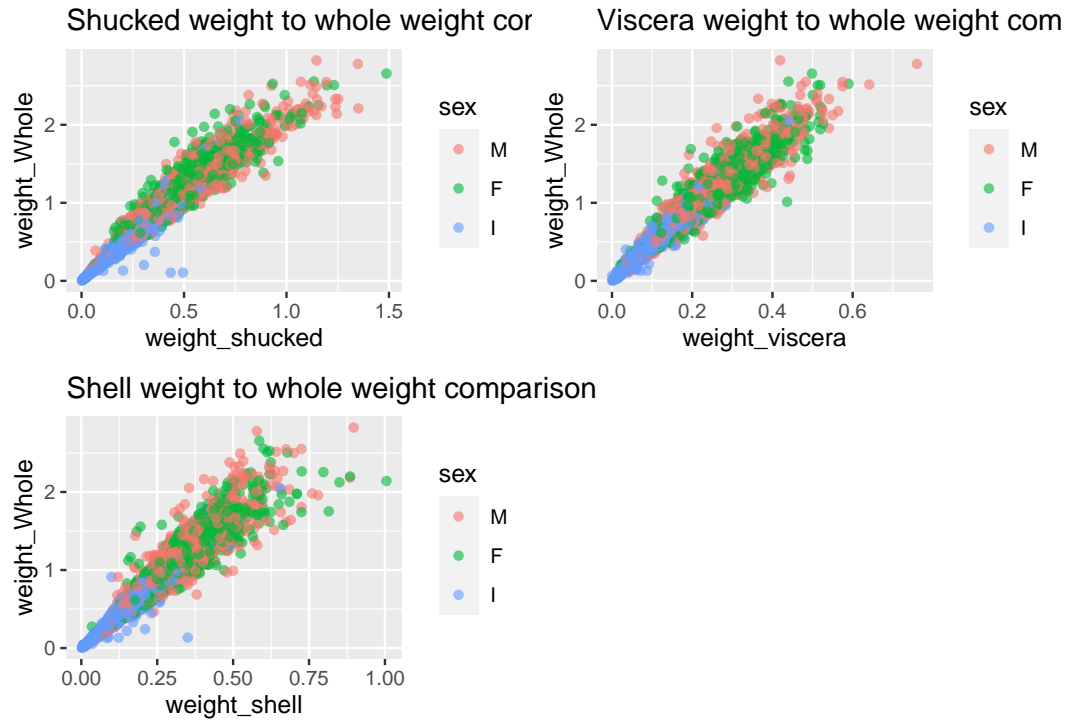 Shucked weight to whole weight cor
weight_Whole
2
1
0
0.0 0.5 1.0 1.5
weight_shucked
sex
M
F
I
Viscera weight to whole weight com
weight_Whole
2
1
0
0.0 0.2 0.4 0.6
weight_viscera
sex
M
F
I
Shell weight to whole weight comparison
weight_Whole
2
1
0
0.00 0.25 0.50 0.75 1.00
weight_shell
sex
M
F
I